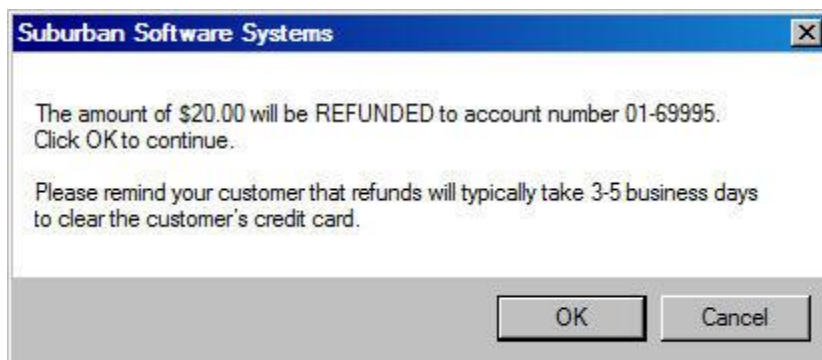 Suburban Software Systems
The amount of $20.00 will be REFUNDED to account number 01-69995.
Click OK to continue.
Please remind your customer that refunds will typically take 3-5 business days
to clear the customer's credit card.
OK Cancel